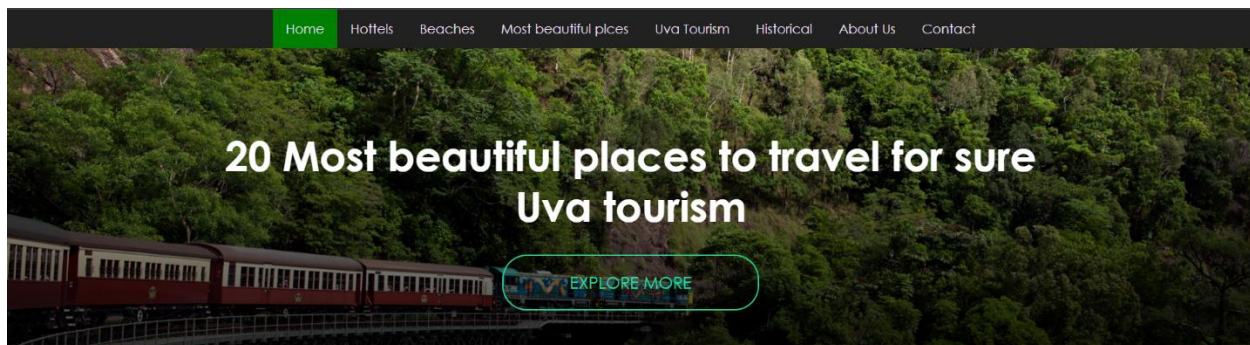 Home Hottels Beaches Most beautiful plces Uva Tourism Historical About Us Contact
20 Most beautiful places to travel for sure
Uva tourism
EXPLORE MORE